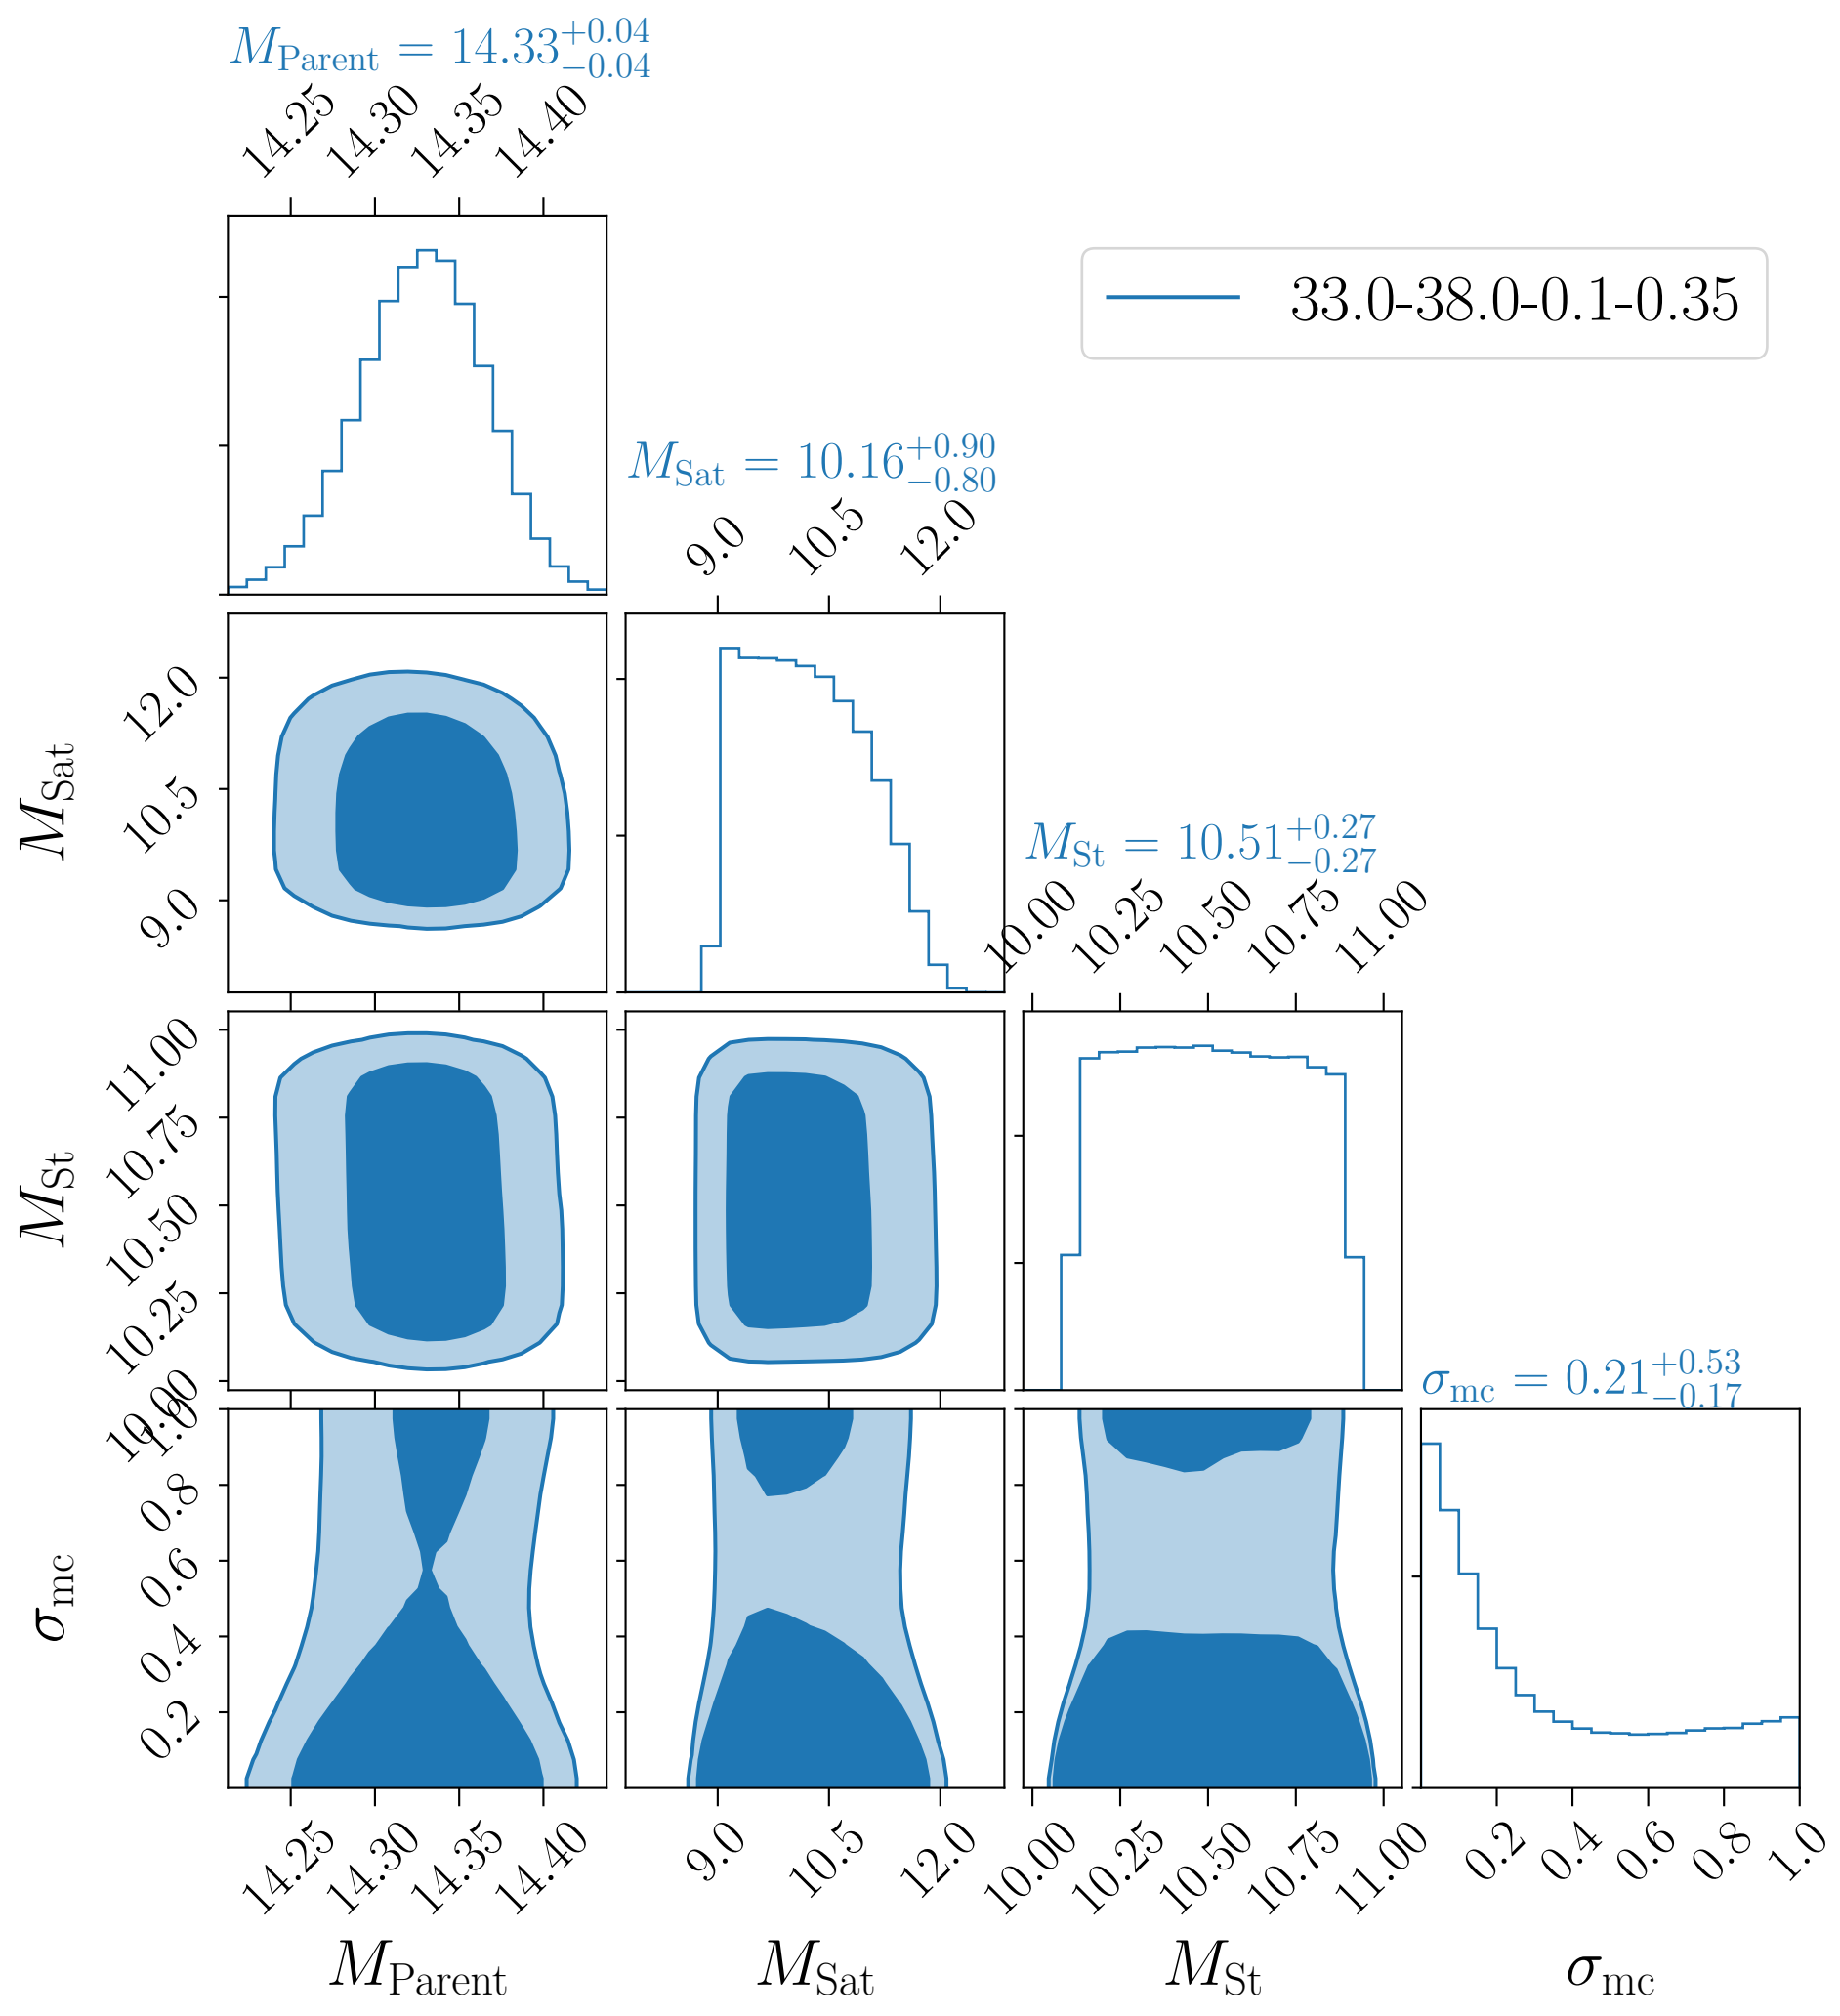 M_Parent = 14.33^{+0.04}_{-0.04}
14.25 14.30 14.35 14.40
33.0-38.0-0.1-0.35
M_Sat = 10.16^{+0.90}_{-0.80}
9.0 10.5 12.0
M_Sat
12.0
10.5
9.0
M_St = 10.51^{+0.27}_{-0.27}
10.00 10.25 10.50 10.75 11.00
M_St
11.00
10.75
10.50
10.25
10.00
σ_mc = 0.21^{+0.53}_{-0.17}
σ_mc
1.0
0.8
0.6
0.4
0.2
14.25 14.30 14.35 14.40
9.0 10.5 12.0
10.00 10.25 10.50 10.75 11.00
0.2 0.4 0.6 0.8 1.0
M_Parent
M_Sat
M_St
σ_mc